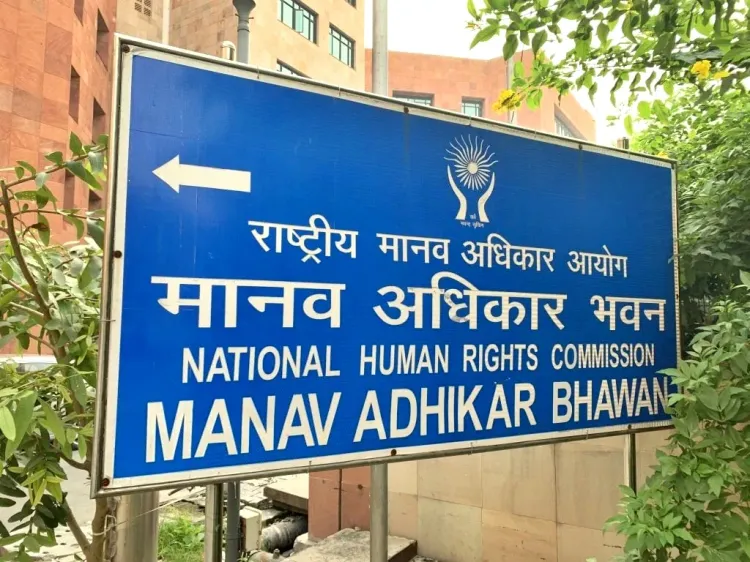 राष्ट्रीय मानव अधिकार आयोग
मानव अधिकार भवन
NATIONAL HUMAN RIGHTS COMMISSION
MANAV ADHIKAR BHAWAN